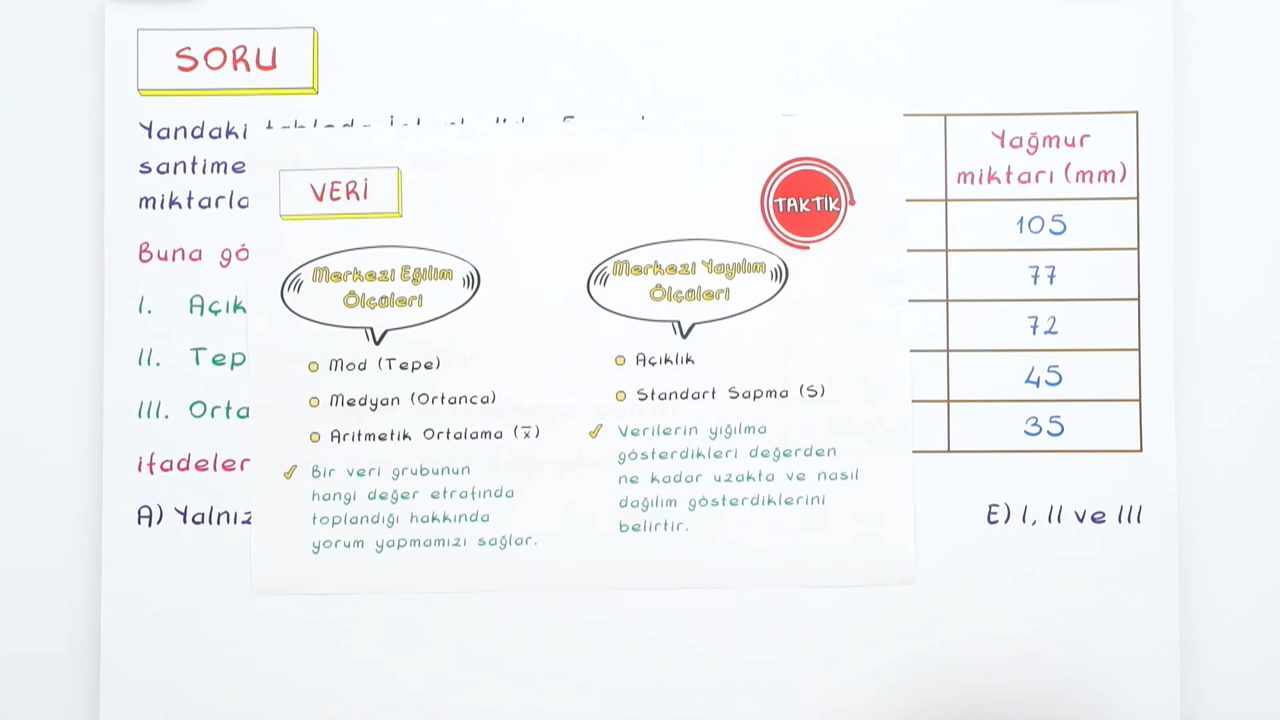 SORU
Yandaki
santime
miktarla
Buna gö
I. Açık
II. Tep
III. Orta
ifadeler
A) Yalnız
VERİ
TAKTİK
Merkezi Eğilim
Ölçüleri
Mod (Tepe)
Medyan (Ortanca)
Aritmetik Ortalama (x̅)
Bir veri grubunun
hangi değer etrafında
toplandığı hakkında
yorum yapmamızı sağlar.
Merkezi Yayılım
Ölçüleri
Açıklık
Standart Sapma (S)
Verilerin yığılma
gösterdikleri değerden
ne kadar uzakta ve nasıl
dağılım gösterdiklerini
belirtir.
Yağmur
miktarı (mm)
105
77
72
45
35
E) I, II ve III